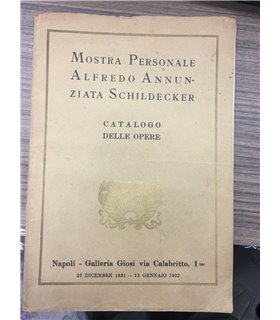 MOSTRA PERSONALE
ALFREDO ANNUN-
ZIATA SCHILDECKER
CATALOGO
DELLE OPERE
Napoli - Galleria Giosi via Calabritto, 1
27 DICEMBRE 1931 — 13 GENNAIO 1932